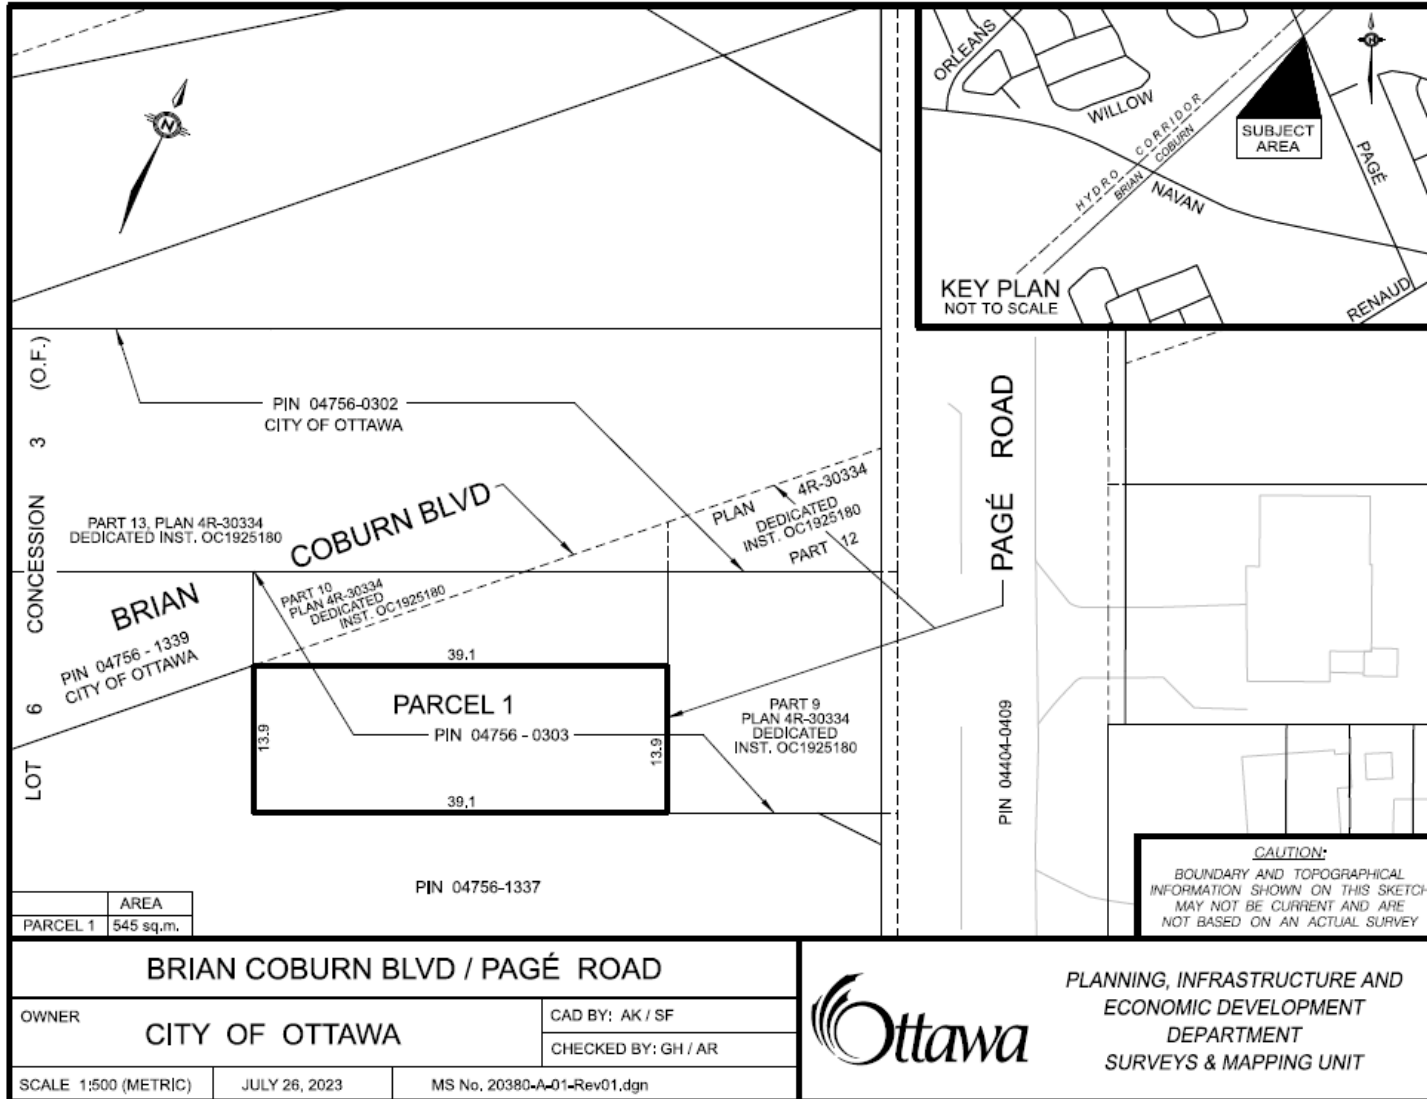 N
ORLEANS
WILLOW
HYDRO CORRIDOR
BRIAN COBURN
NAVAN
PAGÉ
RENAUD
SUBJECT
AREA
KEY PLAN
NOT TO SCALE
LOT 6 CONCESSION 3 (O.F.)
PIN 04756-0302
CITY OF OTTAWA
PART 13, PLAN 4R-30334
DEDICATED INST. OC1925180
BRIAN COBURN BLVD
PIN 04756 - 1339
CITY OF OTTAWA
PART 10
PLAN 4R-30334
DEDICATED
INST. OC1925180
PLAN 4R-30334
DEDICATED
INST. OC1925180
PART 12
PAGÉ ROAD
39.1
PARCEL 1
PIN 04756 - 0303
13.9
13.9
39.1
PART 9
PLAN 4R-30334
DEDICATED
INST. OC1925180
PIN 04404-0409
PIN 04756-1337
AREA
PARCEL 1 545 sq.m.
CAUTION:
BOUNDARY AND TOPOGRAPHICAL
INFORMATION SHOWN ON THIS SKETCH
MAY NOT BE CURRENT AND ARE
NOT BASED ON AN ACTUAL SURVEY
BRIAN COBURN BLVD / PAGÉ ROAD
OWNER
CITY OF OTTAWA
CAD BY: AK / SF
CHECKED BY: GH / AR
SCALE 1:500 (METRIC)
JULY 26, 2023
MS No. 20380-A-01-Rev01.dgn
Ottawa
PLANNING, INFRASTRUCTURE AND
ECONOMIC DEVELOPMENT
DEPARTMENT
SURVEYS & MAPPING UNIT